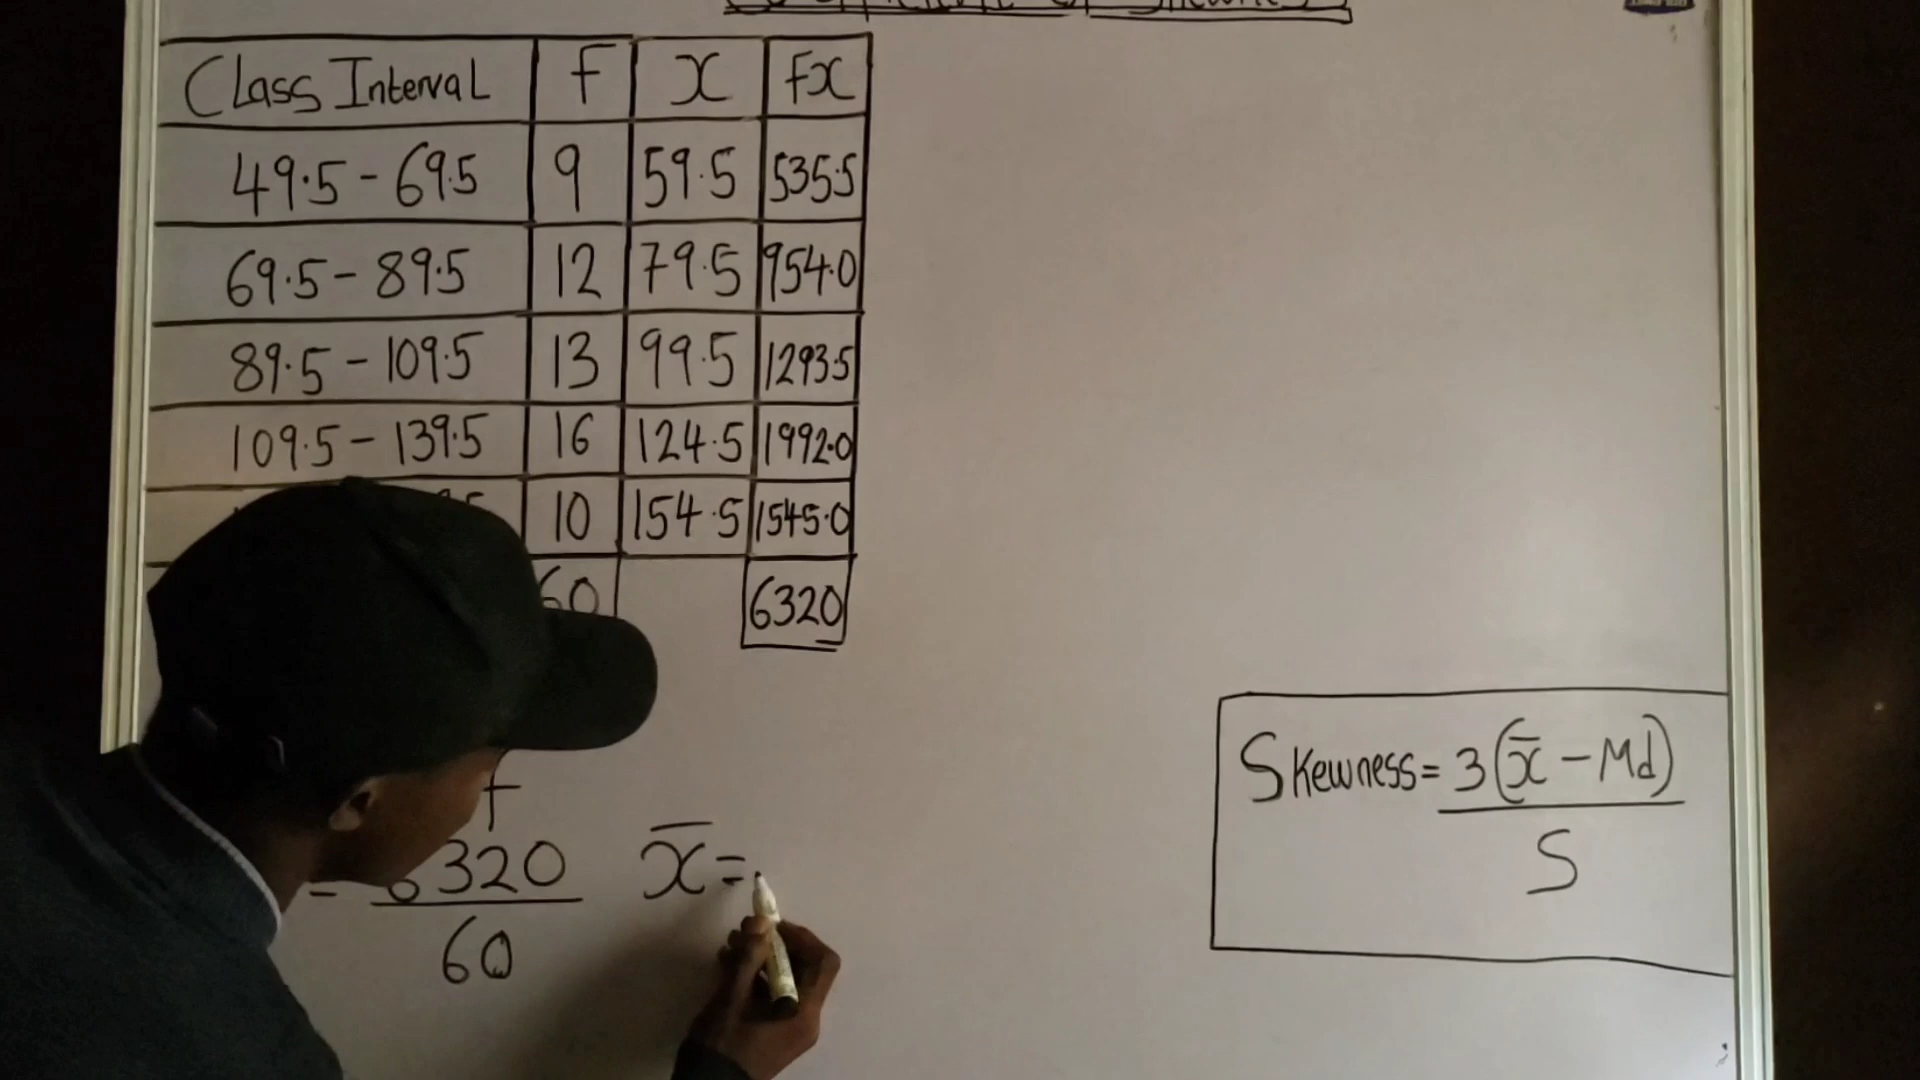 Class Interval F x Fx
49.5 - 69.5 9 59.5 535.5
69.5 - 89.5 12 79.5 954.0
89.5 - 109.5 13 99.5 1293.5
109.5 - 139.5 16 124.5 1992.0
10 154.5 1545.0
60 6320
Skewness = 3(x̄ - Md)
S
F
= 6320 x̄ =
60